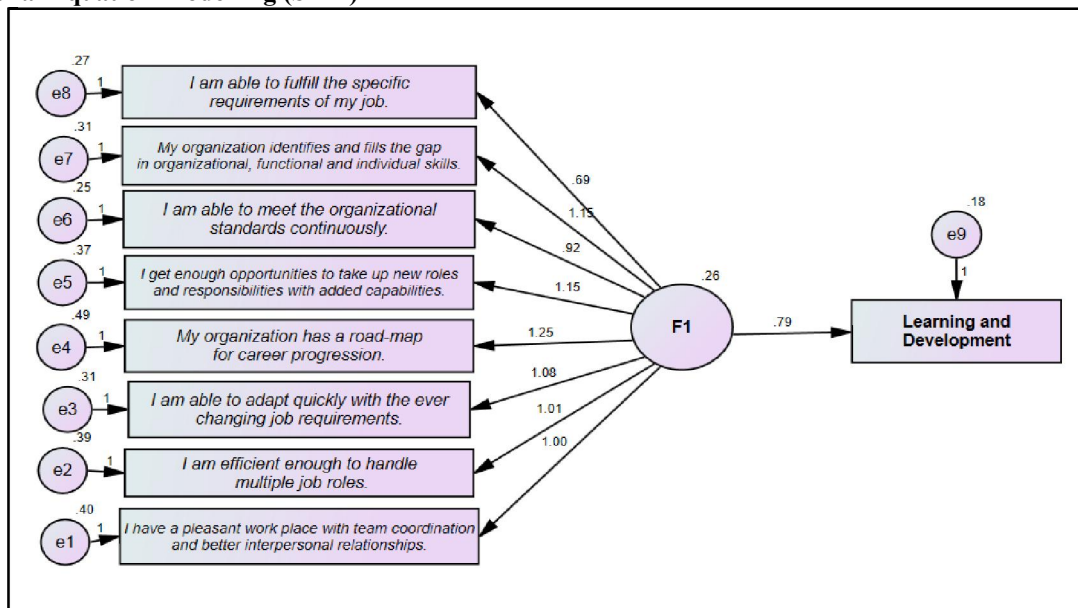 .27
e8
1
I am able to fulfill the specific
requirements of my job.
.31
e7
1
My organization identifies and fills the gap
in organizational, functional and individual skills.
.25
e6
1
I am able to meet the organizational
standards continuously.
.37
e5
1
I get enough opportunities to take up new roles
and responsibilities with added capabilities.
.49
e4
1
My organization has a road-map
for career progression.
.31
e3
1
I am able to adapt quickly with the ever
changing job requirements.
.39
e2
1
I am efficient enough to handle
multiple job roles.
.40
e1
1
I have a pleasant work place with team coordination
and better interpersonal relationships.
.69
1.15
.92
1.15
1.25
1.08
1.01
1.00
.26
F1
.79
.18
e9
1
Learning and
Development